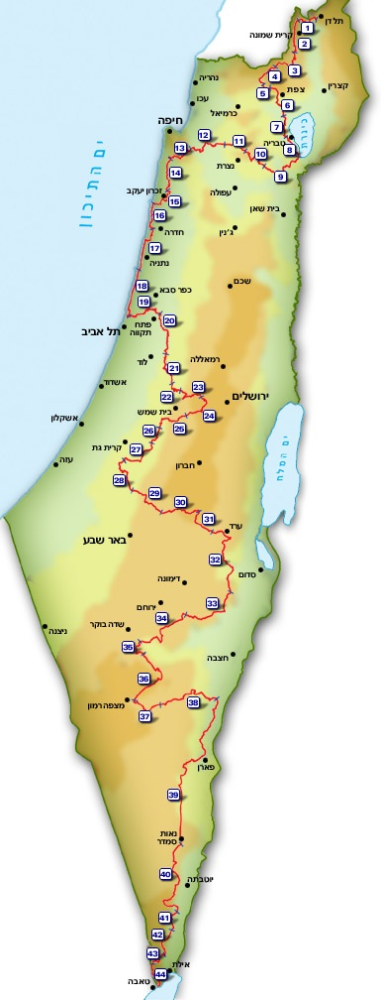 תל דן
1
קרית שמונה
2
3
4
נהריה
קצרין
צפת
5
עכו
6
כרמיאל
חיפה
7
כינרת
12
11
טבריה
13
8
10
נצרת
14
9
עפולה
זכרון יעקב
15
בית שאן
16
חדרה
ג'נין
ים התיכון
17
נתניה
שכם
18
כפר סבא
19
20
פתח
תקווה
תל אביב
לוד
רמאללה
21
אשדוד
23
22
ירושלים
בית שמש
24
אשקלון
26
25
קרית גת
27
ים המלח
עזה
חברון
28
29
30
31
ערד
באר שבע
32
סדום
דימונה
ירוחם
33
34
שדה בוקר
ניצנה
35
חצבה
36
38
מצפה רמון
37
פארן
39
נאות
סמדר
40
יוטבתה
41
42
43
אילת
44
טאבה